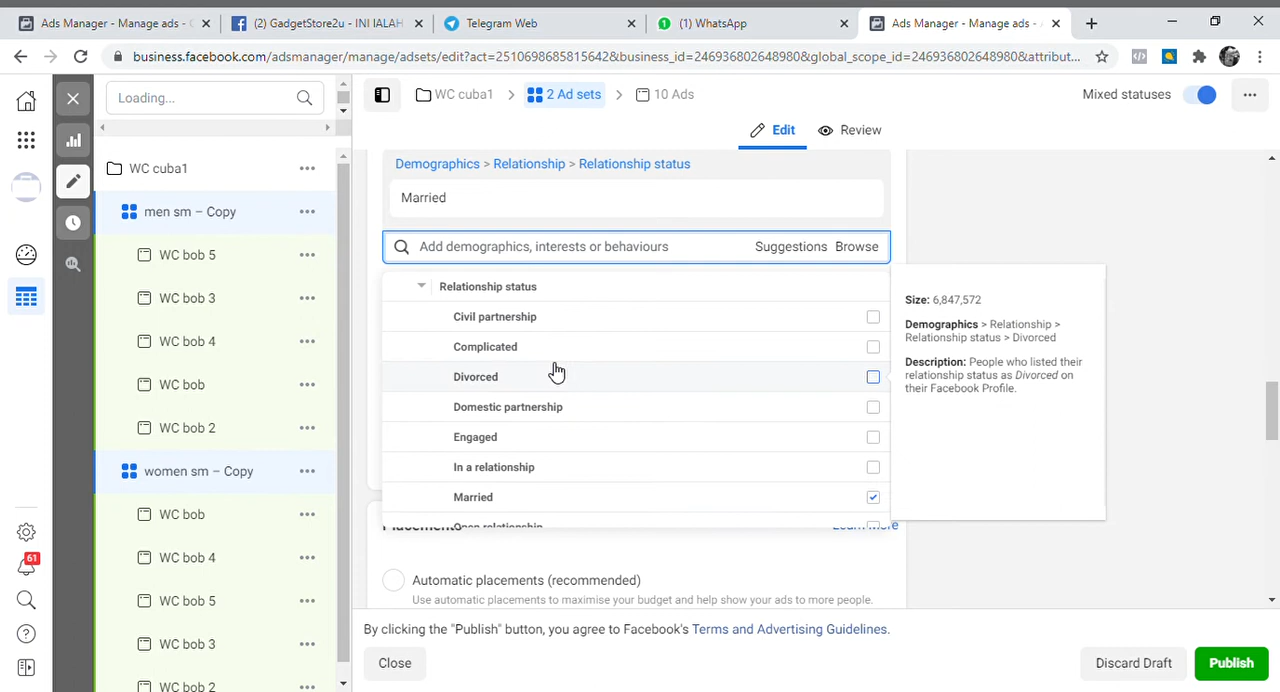 Ads Manager - Manage ads - C
(2) GadgetStore2u - INI IALAH
Telegram Web
(1) WhatsApp
Ads Manager - Manage ads -
business.facebook.com/adsmanager/manage/adsets/edit?act=251069868581564&business_id=246936802648980&global_scope_id=246936802648980&attribut...
Loading...
WC cuba1
2 Ad sets
10 Ads
Mixed statuses
Edit
Review
WC cuba1
men sm – Copy
WC bob 5
WC bob 3
WC bob 4
WC bob
WC bob 2
women sm – Copy
WC bob
WC bob 4
WC bob 5
WC bob 3
WC bob 2
61
Demographics > Relationship > Relationship status
Married
Add demographics, interests or behaviours
Suggestions
Browse
Relationship status
Civil partnership
Complicated
Divorced
Domestic partnership
Engaged
In a relationship
Married
Open relationship
Size: 6,847,572
Demographics > Relationship >
Relationship status > Divorced
Description: People who listed their
relationship status as Divorced on
their Facebook Profile.
Placements
Learn More
Automatic placements (recommended)
Use automatic placements to maximise your budget and help show your ads to more people.
By clicking the "Publish" button, you agree to Facebook's Terms and Advertising Guidelines.
Close
Discard Draft
Publish